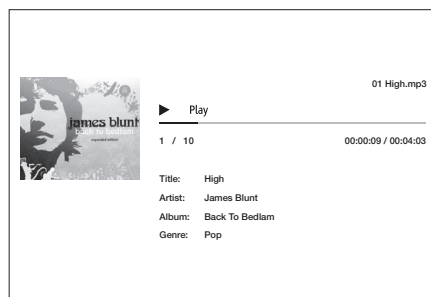 01 High.mp3
james blunt
back to bedlam
expanded edition
Play
1 / 10 00:00:09 / 00:04:03
Title: High
Artist: James Blunt
Album: Back To Bedlam
Genre: Pop